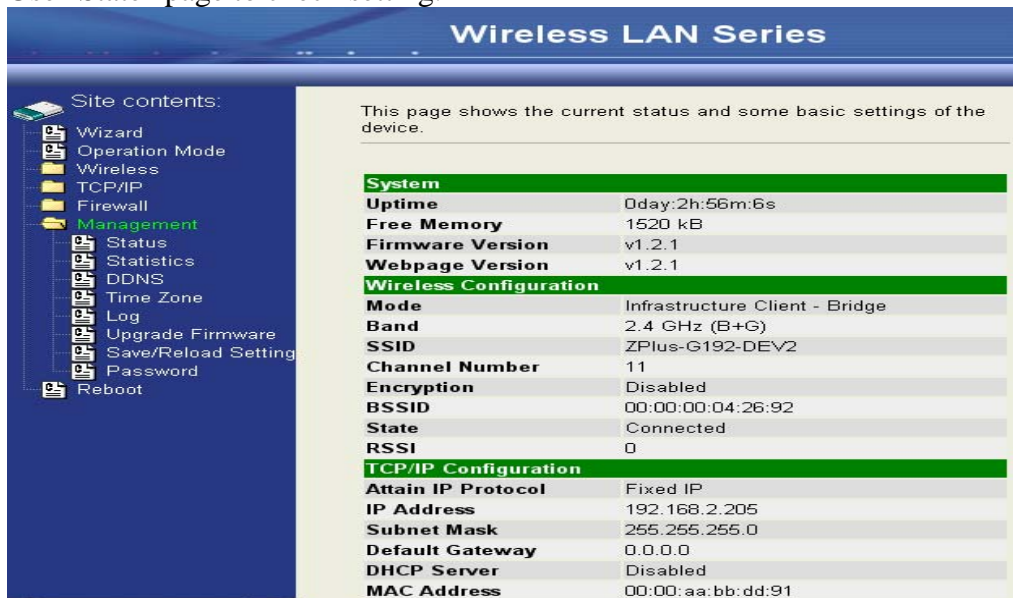 Wireless LAN Series
Site contents:
Wizard
Operation Mode
Wireless
TCP/IP
Firewall
Management
Status
Statistics
DDNS
Time Zone
Log
Upgrade Firmware
Save/Reload Setting
Password
Reboot
This page shows the current status and some basic settings of the
device.
System
Uptime 0day:2h:56m:6s
Free Memory 1520 kB
Firmware Version v1.2.1
Webpage Version v1.2.1
Wireless Configuration
Mode Infrastructure Client - Bridge
Band 2.4 GHz (B+G)
SSID ZPlus-G192-DEV2
Channel Number 11
Encryption Disabled
BSSID 00:00:00:04:26:92
State Connected
RSSI 0
TCP/IP Configuration
Attain IP Protocol Fixed IP
IP Address 192.168.2.205
Subnet Mask 255.255.255.0
Default Gateway 0.0.0.0
DHCP Server Disabled
MAC Address 00:00:aa:bb:dd:91